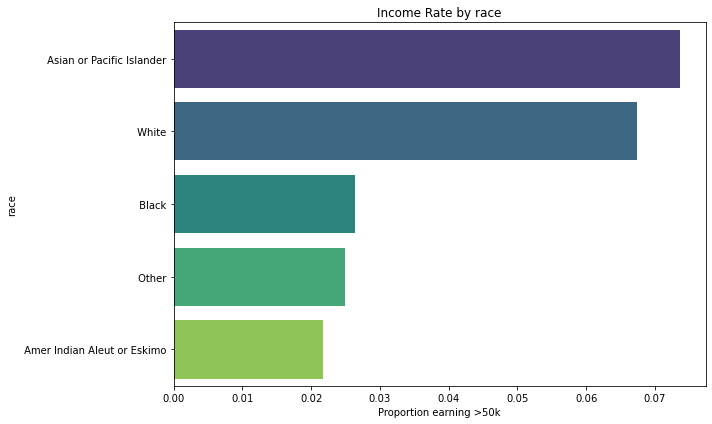 Income Rate by race
Asian or Pacific Islander
White
Black
Other
Amer Indian Aleut or Eskimo
race
0.00 0.01 0.02 0.03 0.04 0.05 0.06 0.07
Proportion earning >50k